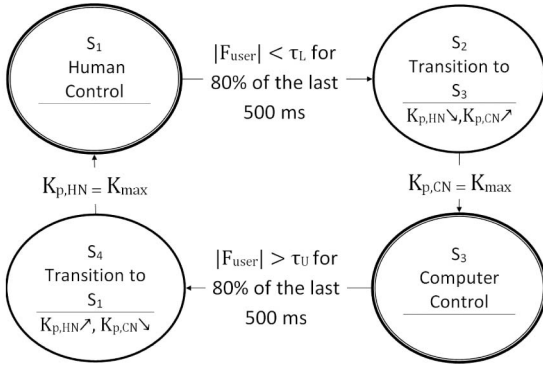 S₁
Human
Control
|Fᵤₛₑᵣ| < τL for
80% of the last
500 ms
S₂
Transition to
S₃
Kp,HN↘,Kp,CN↗
Kp,HN = Kmax
Kp,CN = Kmax
S₄
Transition to
S₁
Kp,HN↗, Kp,CN↘
|Fᵤₛₑᵣ| > τU for
80% of the last
500 ms
S₃
Computer
Control